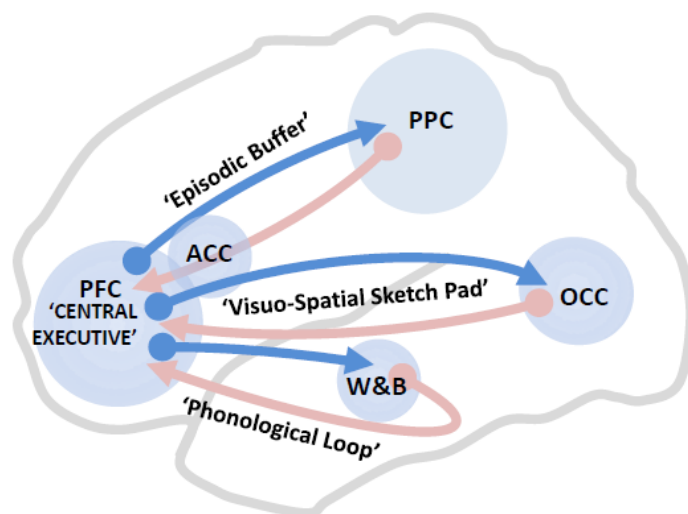 PPC
‘Episodic Buffer’
ACC
PFC
‘CENTRAL
EXECUTIVE’
‘Visuo-Spatial Sketch Pad’
OCC
W&B
‘Phonological Loop’